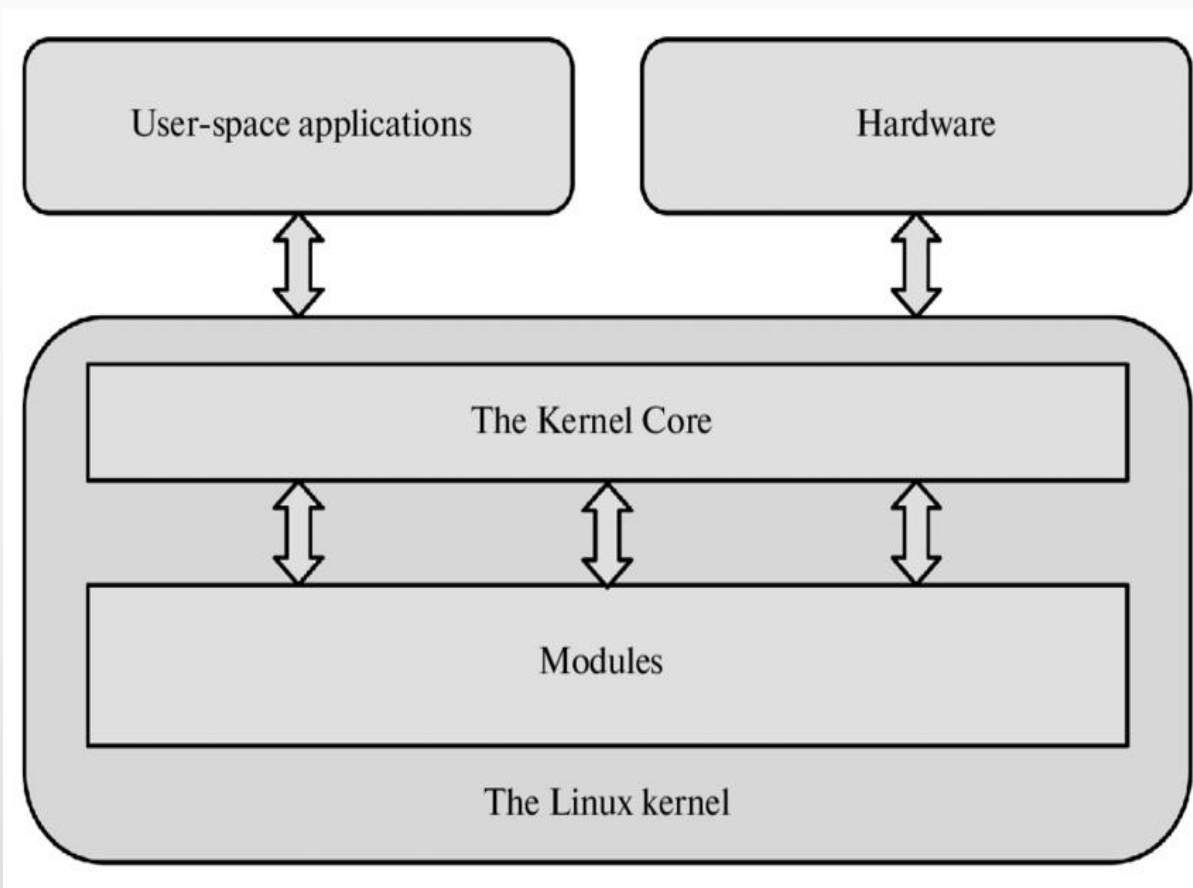 User-space applications
Hardware
The Kernel Core
Modules
The Linux kernel